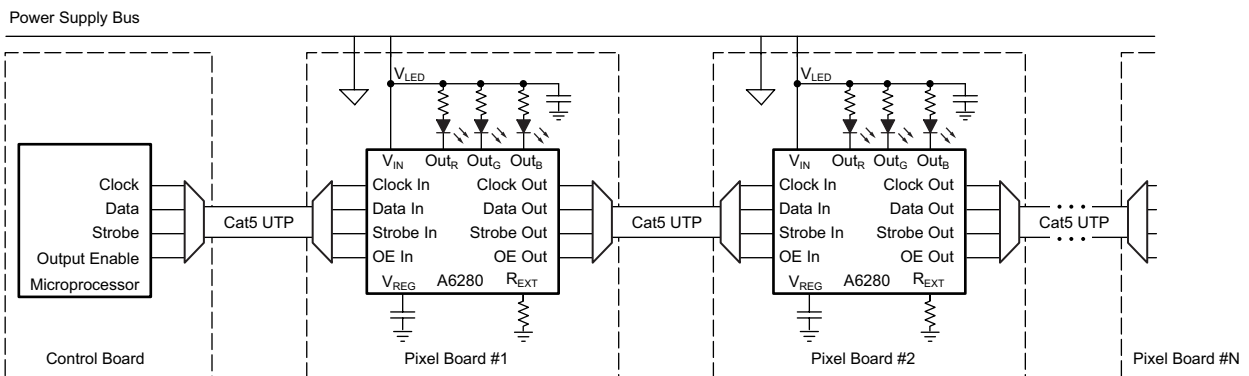 Power Supply Bus
Control Board
Clock
Data
Strobe
Output Enable
Microprocessor
Cat5 UTP
Pixel Board #1
VLED
VIN OutR OutG OutB
Clock In Clock Out
Data In Data Out
Strobe In Strobe Out
OE In OE Out
VREG A6280 REXT
Cat5 UTP
Pixel Board #2
VLED
VIN OutR OutG OutB
Clock In Clock Out
Data In Data Out
Strobe In Strobe Out
OE In OE Out
VREG A6280 REXT
Cat5 UTP
Pixel Board #N